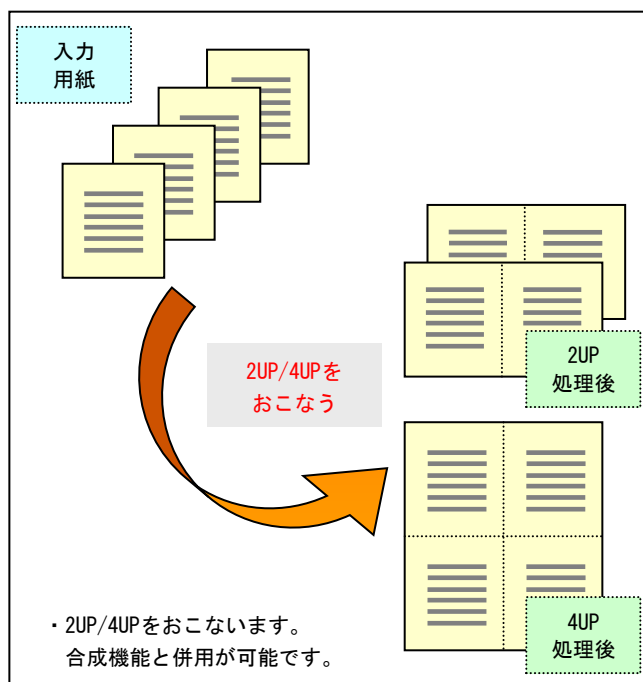 入力
用紙
2UP/4UPを
おこなう
2UP
処理後
4UP
処理後
・2UP/4UPをおこないます。
合成機能と併用が可能です。